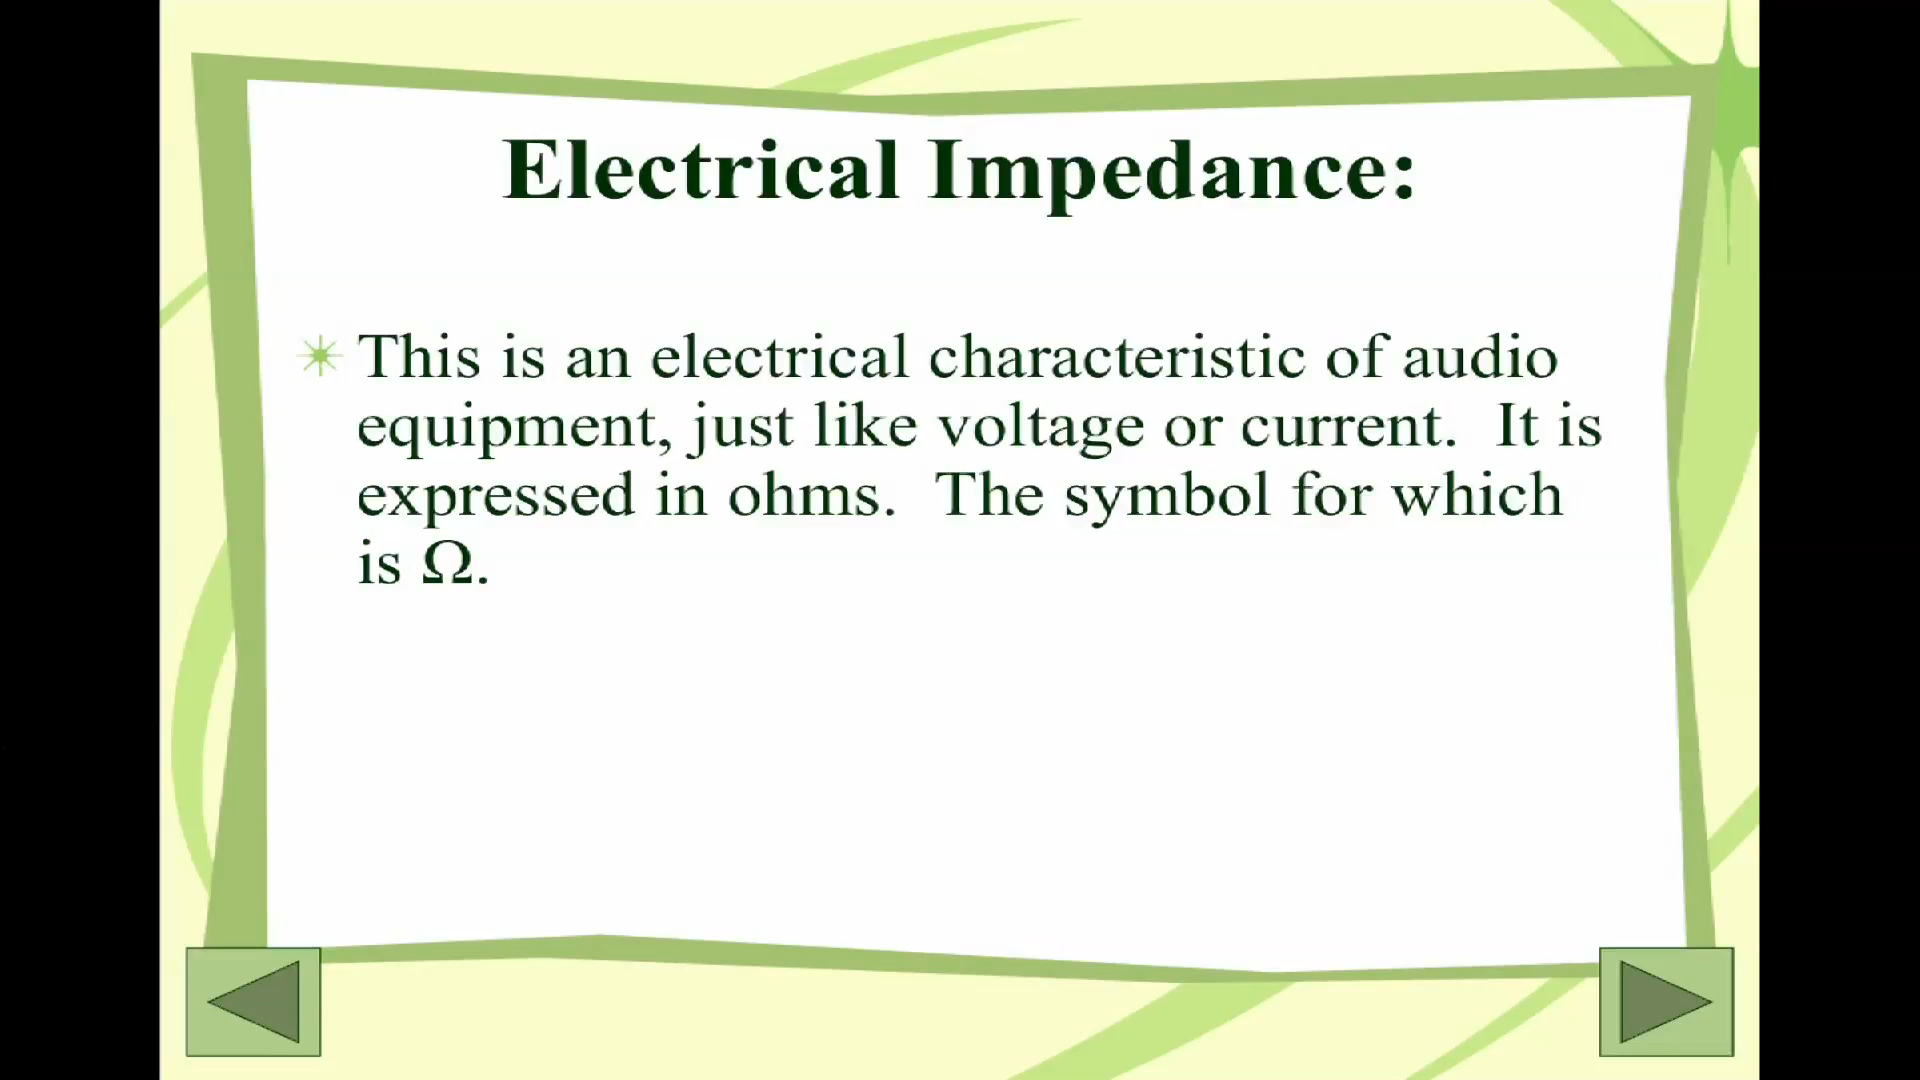 Electrical Impedance:
This is an electrical characteristic of audio
equipment, just like voltage or current.  It is
expressed in ohms.  The symbol for which
is Ω.